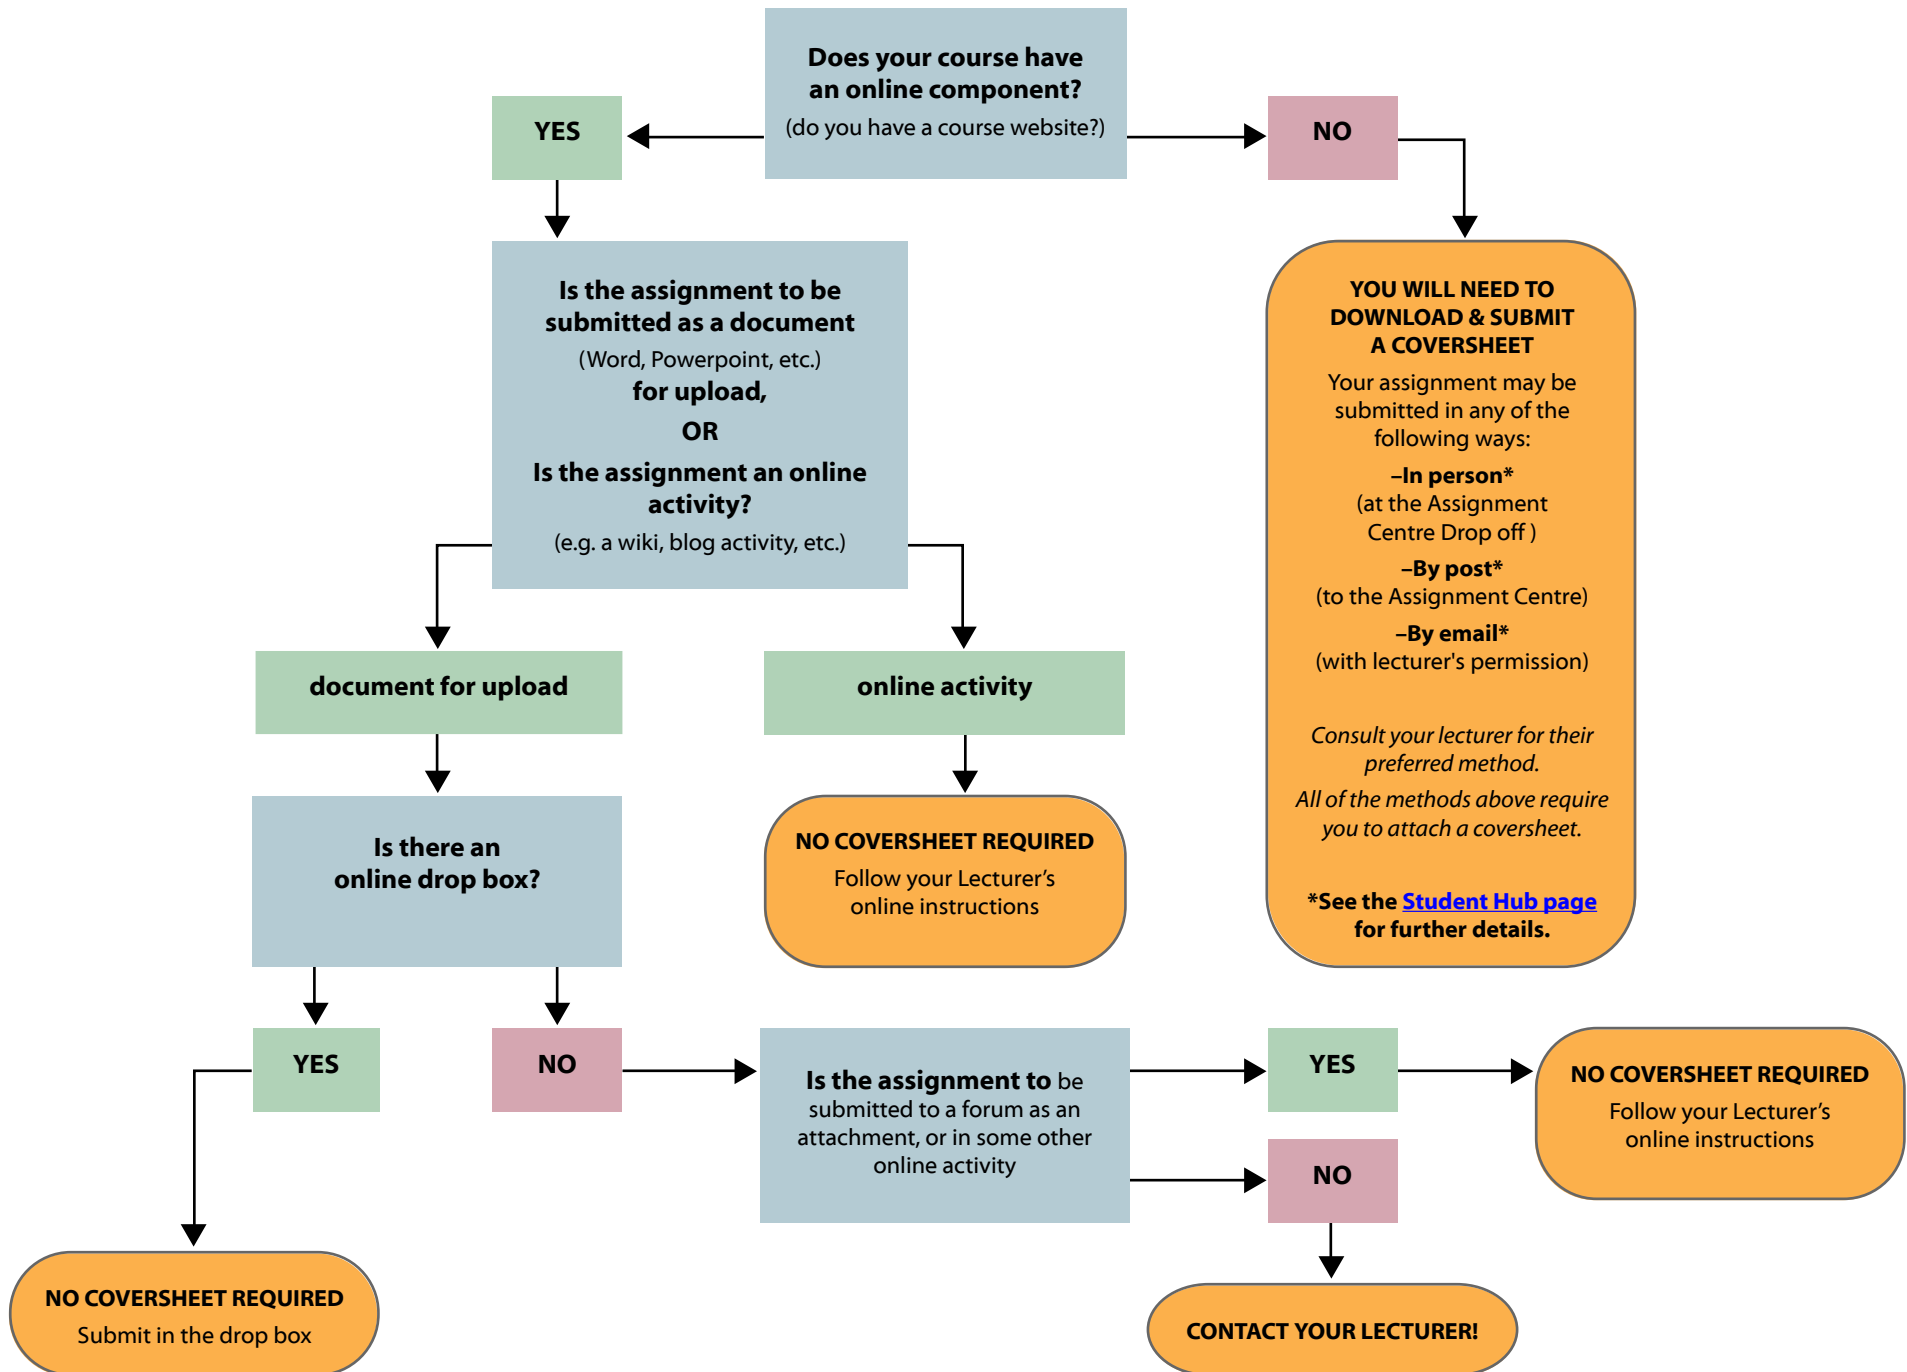 Does your course have
an online component?
(do you have a course website?)
YES
NO
Is the assignment to be
submitted as a document
(Word, Powerpoint, etc.)
for upload,
OR
Is the assignment an online
activity?
(e.g. a wiki, blog activity, etc.)
YOU WILL NEED TO
DOWNLOAD & SUBMIT
A COVERSHEET
Your assignment may be
submitted in any of the
following ways:
–In person*
(at the Assignment
Centre Drop off )
–By post*
(to the Assignment Centre)
–By email*
(with lecturer's permission)
Consult your lecturer for their
preferred method.
All of the methods above require
you to attach a coversheet.
*See the Student Hub page
for further details.
document for upload
online activity
Is there an
online drop box?
NO COVERSHEET REQUIRED
Follow your Lecturer’s
online instructions
YES
NO
Is the assignment to be
submitted to a forum as an
attachment, or in some other
online activity
YES
NO
NO COVERSHEET REQUIRED
Follow your Lecturer’s
online instructions
NO COVERSHEET REQUIRED
Submit in the drop box
CONTACT YOUR LECTURER!